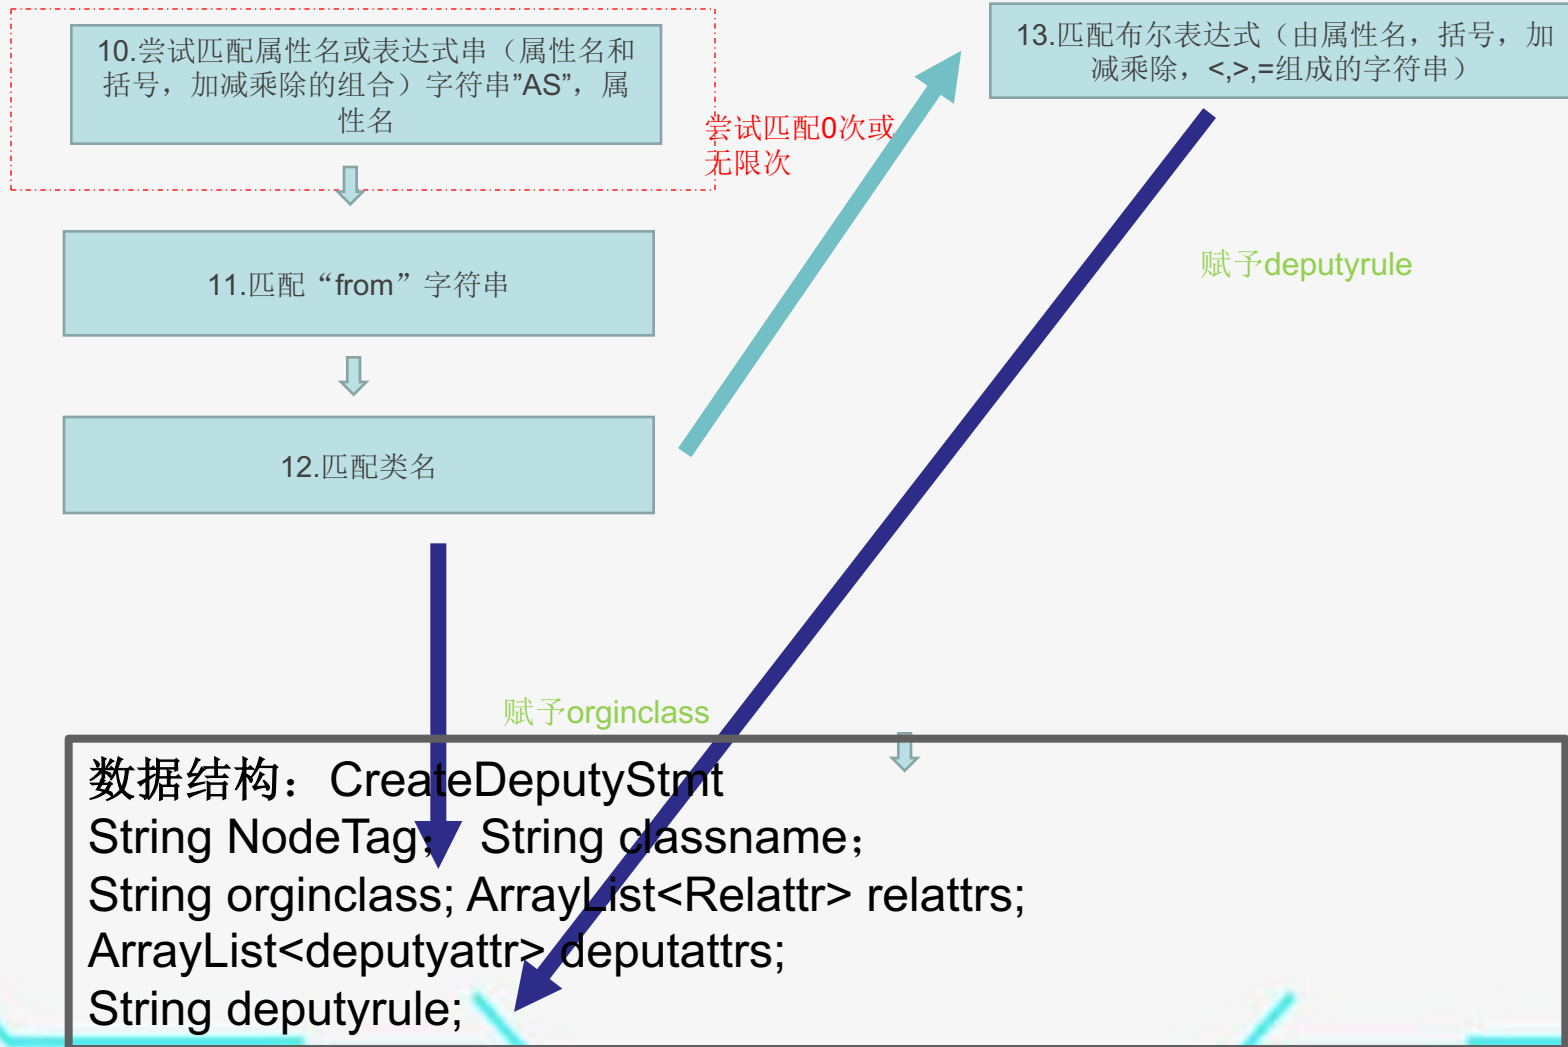 10.尝试匹配属性名或表达式串（属性名和
括号，加减乘除的组合）字符串”AS”，属
性名
尝试匹配0次或
无限次
11.匹配“from”字符串
12.匹配类名
13.匹配布尔表达式（由属性名，括号，加
减乘除，<,>,=组成的字符串）
赋予deputyrule
赋予orginclass
数据结构：CreateDeputyStmt
String NodeTag； String classname；
String orginclass; ArrayList<Relattr> relattrs;
ArrayList<deputyattr> deputattrs;
String deputyrule;